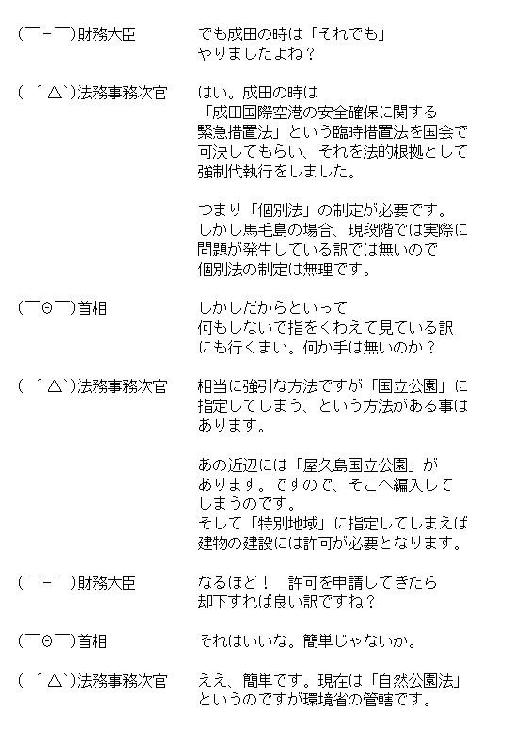 (￣－￣)財務大臣 でも成田の時は「それでも」
やりましたよね？
( ´△`)法務事務次官 はい。成田の時は
「成田国際空港の安全確保に関する
緊急措置法」という臨時措置法を国会で
可決してもらい、それを法的根拠として
強制代執行をしました。
つまり「個別法」の制定が必要です。
しかし馬毛島の場合、現段階では実際に
問題が発生している訳では無いので
個別法の制定は無理です。
(￣Θ￣)首相 しかしだからといって
何もしないで指をくわえて見ている訳
にも行くまい。何か手は無いのか？
( ´△`)法務事務次官 相当に強引な方法ですが「国立公園」に
指定してしまう、という方法がある事は
あります。
あの近辺には「屋久島国立公園」が
あります。ですので、そこへ編入して
しまうのです。
そして「特別地域」に指定してしまえば
建物の建設には許可が必要となります。
(￣－￣)財務大臣 なるほど！　許可を申請してきたら
却下すれば良い訳ですね？
(￣Θ￣)首相 それはいいな。簡単じゃないか。
( ´△`)法務事務次官 ええ、簡単です。現在は「自然公園法」
というのですが環境省の管轄です。